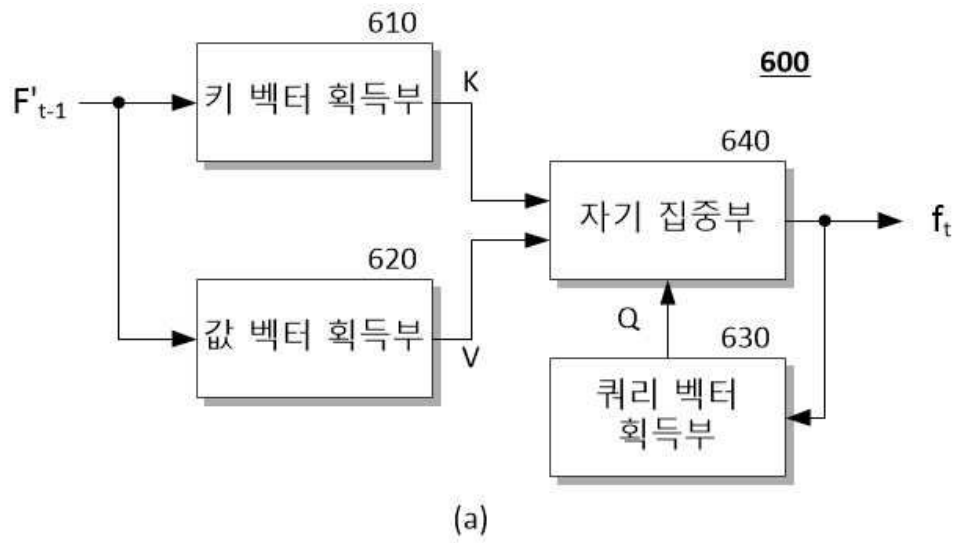 610
600
F't-1
키 벡터 획득부
K
640
자기 집중부
ft
620
값 벡터 획득부
V
Q
630
쿼리 벡터
획득부
(a)